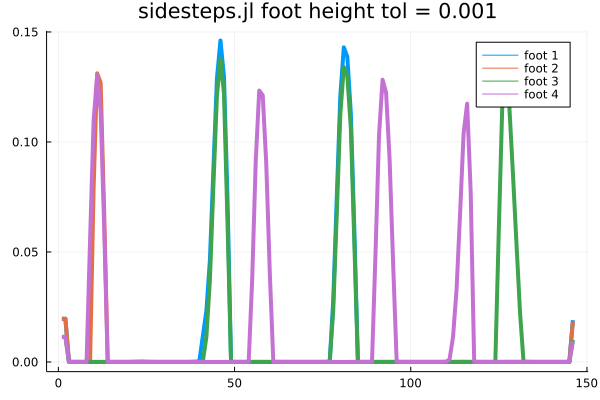 sidesteps.jl foot height tol = 0.001
0.15
foot 1
foot 2
foot 3
foot 4
0.10
0.05
0.00
0 50 100 150